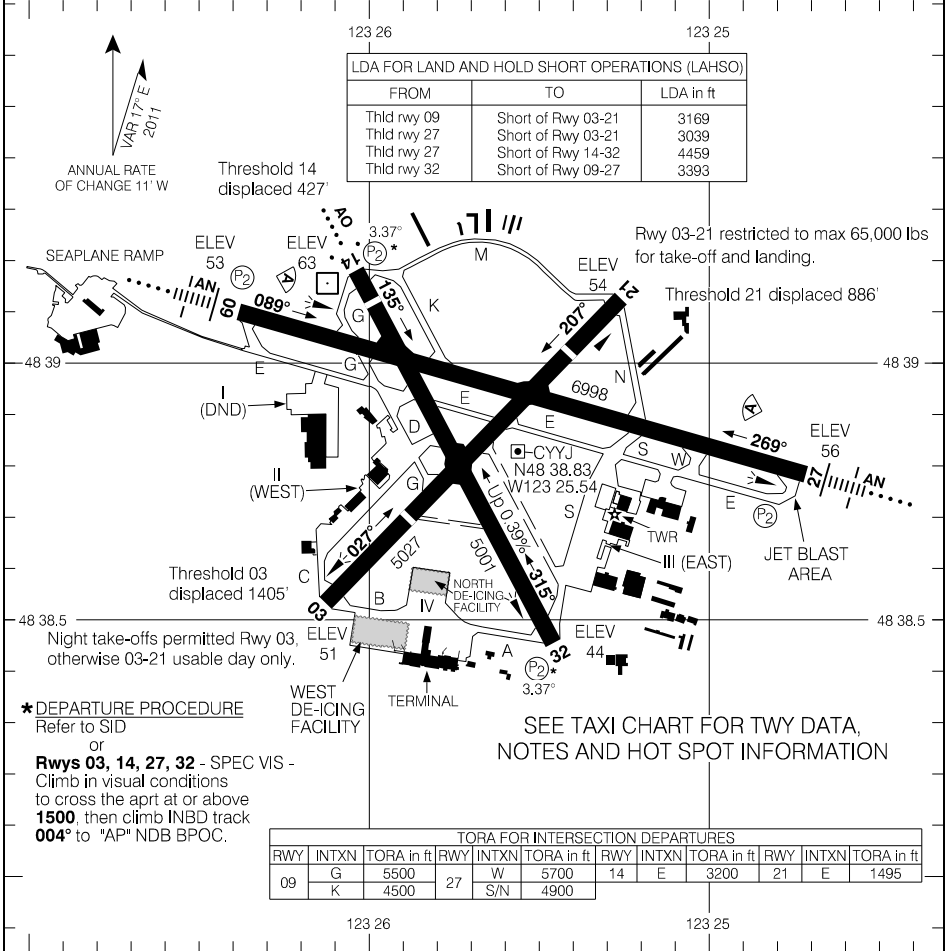 123 26
123 25
LDA FOR LAND AND HOLD SHORT OPERATIONS (LAHSO)
FROM TO LDA in ft
Thld rwy 09 Short of Rwy 03-21 3169
Thld rwy 27 Short of Rwy 03-21 3039
Thld rwy 27 Short of Rwy 14-32 4459
Thld rwy 32 Short of Rwy 09-27 3393
VAR 17° E
2011
ANNUAL RATE
OF CHANGE 11' W
Threshold 14
displaced 427'
AO
3.37°
*
P2
M
Rwy 03-21 restricted to max 65,000 lbs
for take-off and landing.
SEAPLANE RAMP
ELEV
53
P2
A
ELEV
63
14
135°
ELEV
54
21
207°
Threshold 21 displaced 886'
AN
09
089°
G
K
48 39
48 39
E
G
N
6998
I
(DND)
E
E
D
A
269°
ELEV
56
27
AN
II
(WEST)
G
CYYJ
N48 38.83
W123 25.54
S
W
E
P2
S
TWR
III (EAST)
JET BLAST
AREA
Up 0.39%
027°
5027
5001
315°
Threshold 03
displaced 1405'
C
03
B
IV
NORTH
DE-ICING
FACILITY
48 38.5
48 38.5
Night take-offs permitted Rwy 03,
otherwise 03-21 usable day only.
ELEV
51
A
32
ELEV
44
P2
*
3.37°
WEST
DE-ICING
FACILITY
TERMINAL
* DEPARTURE PROCEDURE
Refer to SID
or
Rwys 03, 14, 27, 32 - SPEC VIS -
Climb in visual conditions
to cross the aprt at or above
1500, then climb INBD track
004° to "AP" NDB BPOC.
SEE TAXI CHART FOR TWY DATA,
NOTES AND HOT SPOT INFORMATION
TORA FOR INTERSECTION DEPARTURES
RWY INTXN TORA in ft RWY INTXN TORA in ft RWY INTXN TORA in ft RWY INTXN TORA in ft
09 G 5500 27 W 5700 14 E 3200 21 E 1495
K 4500 S/N 4900
123 26
123 25